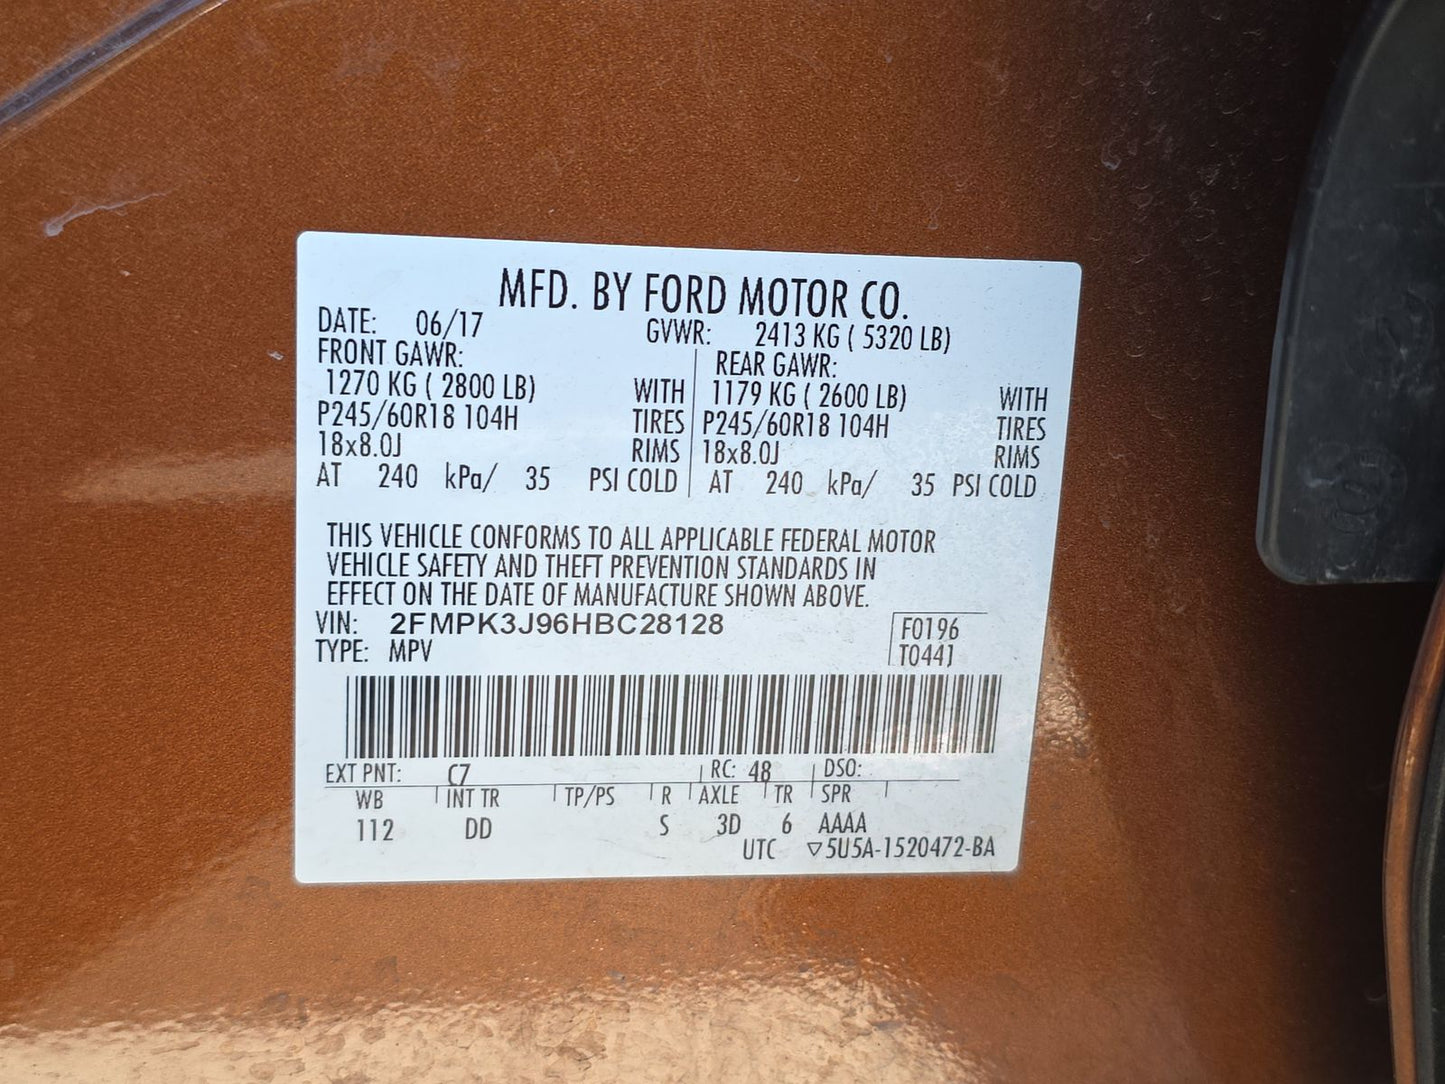 MFD. BY FORD MOTOR CO.
DATE: 06/17 GVWR: 2413 KG ( 5320 LB)
FRONT GAWR: REAR GAWR:
1270 KG ( 2800 LB) WITH 1179 KG ( 2600 LB) WITH
P245/60R18 104H TIRES P245/60R18 104H TIRES
18x8.0J RIMS 18x8.0J RIMS
AT 240 kPa/ 35 PSI COLD AT 240 kPa/ 35 PSI COLD
THIS VEHICLE CONFORMS TO ALL APPLICABLE FEDERAL MOTOR
VEHICLE SAFETY AND THEFT PREVENTION STANDARDS IN
EFFECT ON THE DATE OF MANUFACTURE SHOWN ABOVE.
VIN: 2FMPK3J96HBC28128 F0196
TYPE: MPV T0441
EXT PNT: C7 RC: 48 DSO:
WB INT TR TP/PS R AXLE TR SPR
112 DD S 3D 6 AAAA
UTC ▽5U5A-1520472-BA